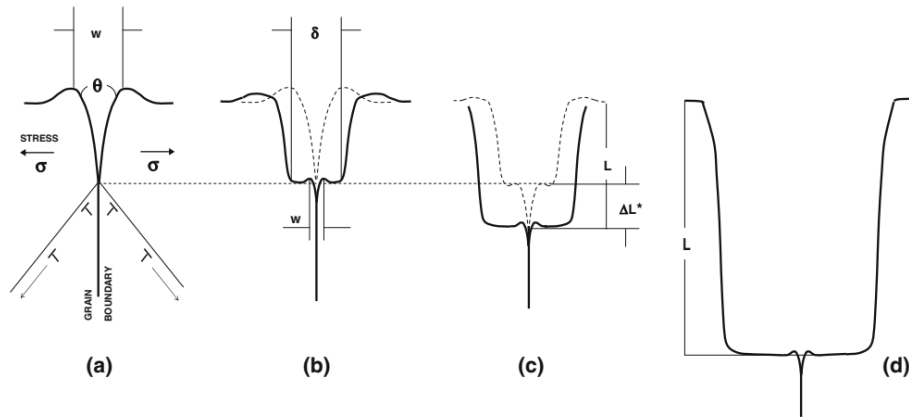 w
θ
STRESS
σ
σ
GRAIN
BOUNDARY
(a)
δ
w
(b)
L
ΔL*
(c)
L
(d)